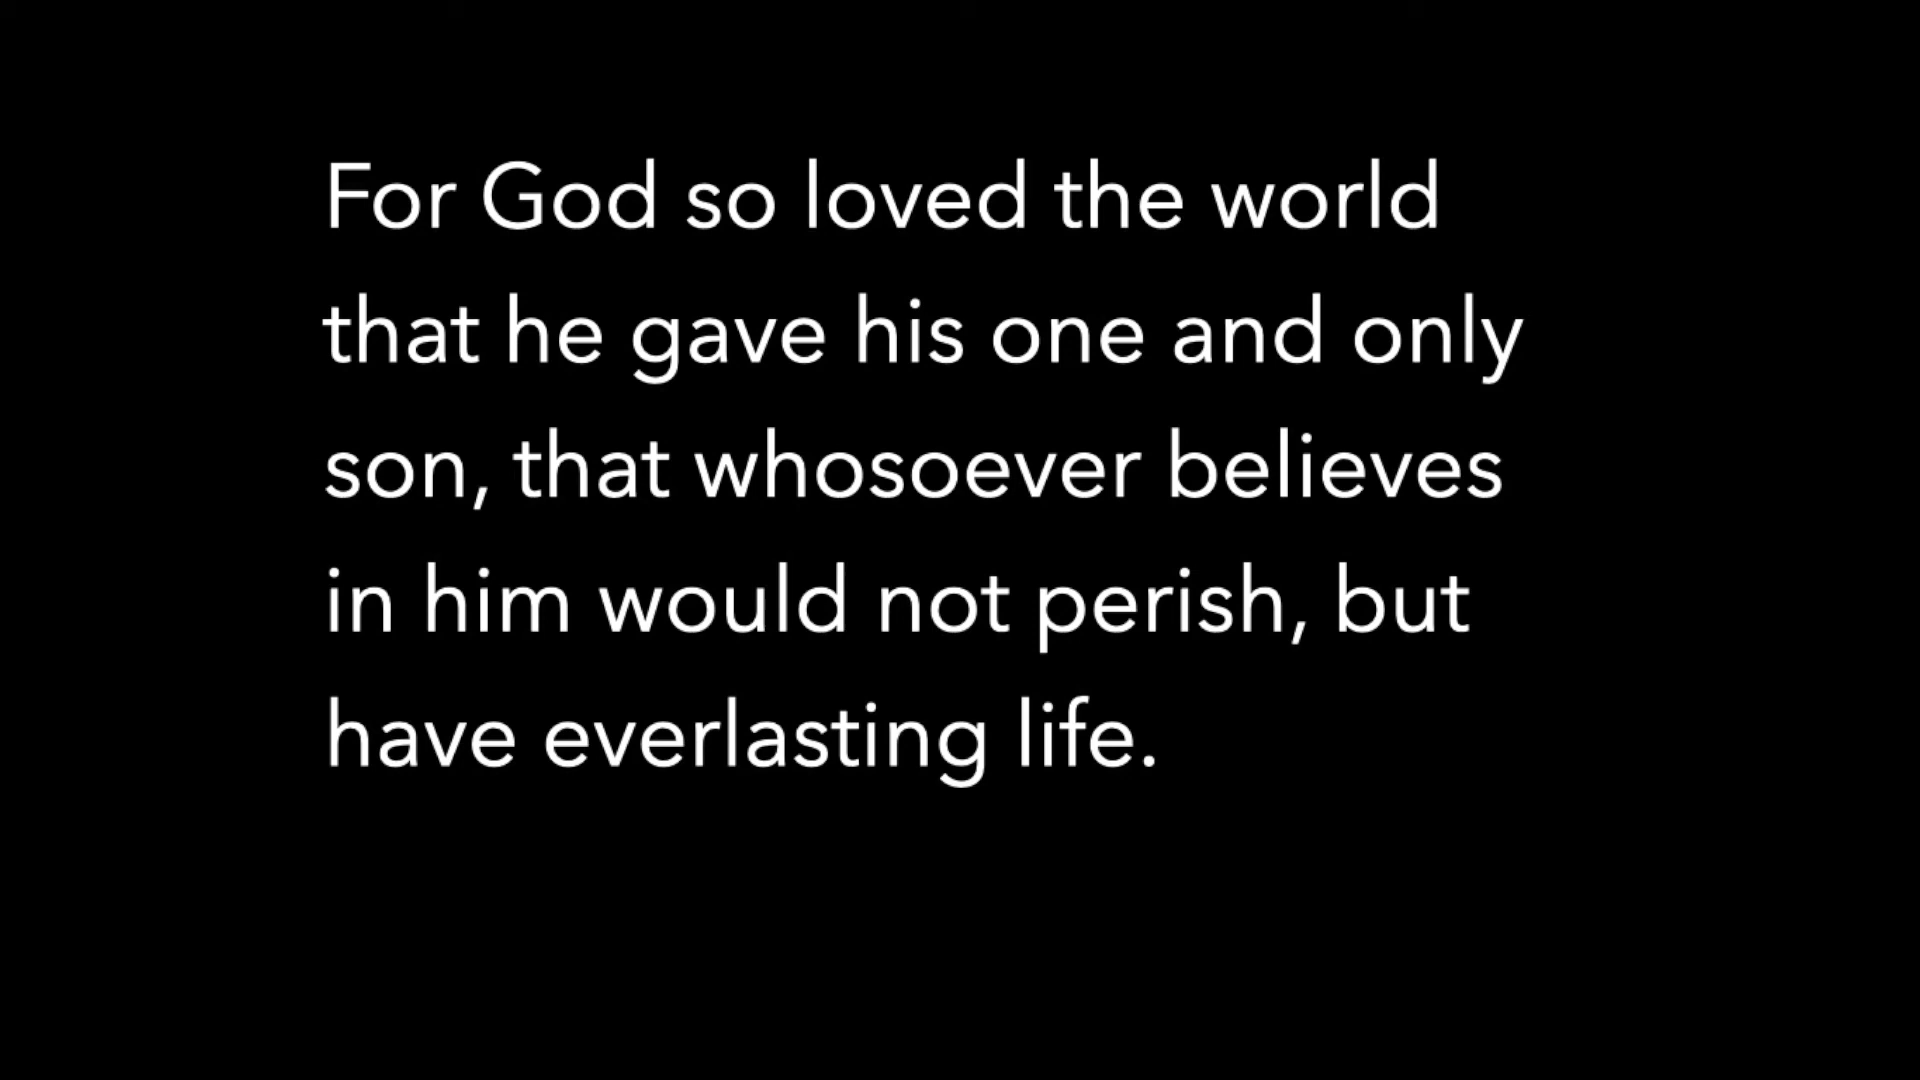 For God so loved the world
that he gave his one and only
son, that whosoever believes
in him would not perish, but
have everlasting life.